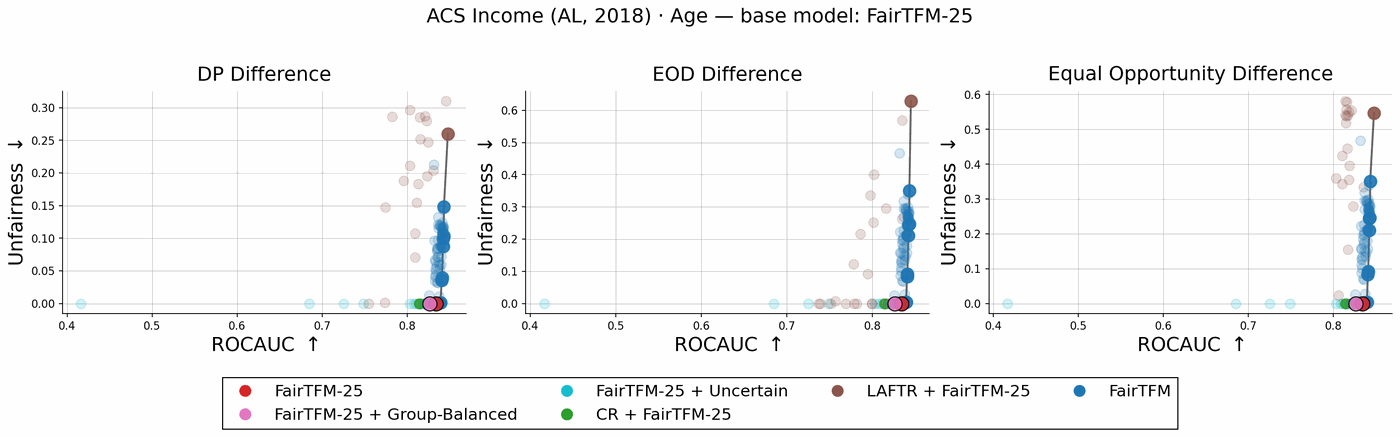 ACS Income (AL, 2018) · Age — base model: FairTFM-25
DP Difference
EOD Difference
Equal Opportunity Difference
Unfairness ↓
0.30
0.25
0.20
0.15
0.10
0.05
0.00
0.4 0.5 0.6 0.7 0.8
ROCAUC ↑
Unfairness ↓
0.6
0.5
0.4
0.3
0.2
0.1
0.0
0.4 0.5 0.6 0.7 0.8
ROCAUC ↑
Unfairness ↓
0.6
0.5
0.4
0.3
0.2
0.1
0.0
0.4 0.5 0.6 0.7 0.8
ROCAUC ↑
FairTFM-25 FairTFM-25 + Uncertain LAFTR + FairTFM-25 FairTFM
FairTFM-25 + Group-Balanced CR + FairTFM-25